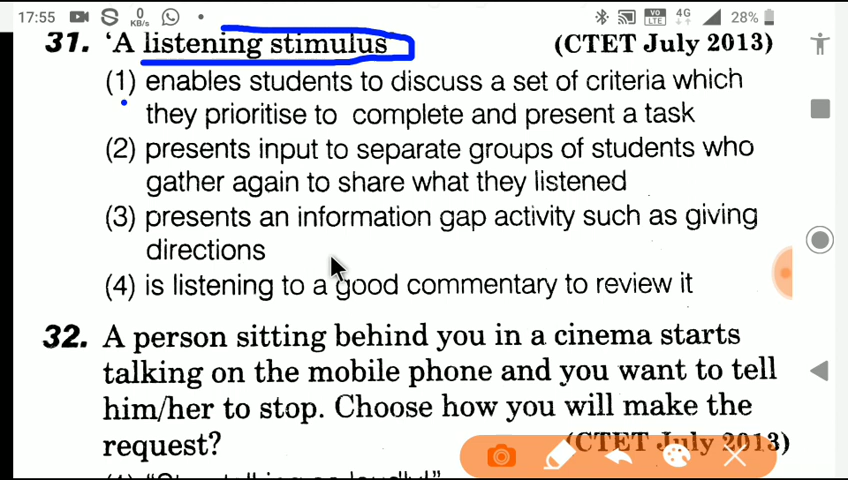 17:55 0 KB/s VO LTE 4G 28%
31. 'A listening stimulus (CTET July 2013)
(1) enables students to discuss a set of criteria which
they prioritise to complete and present a task
(2) presents input to separate groups of students who
gather again to share what they listened
(3) presents an information gap activity such as giving
directions
(4) is listening to a good commentary to review it
32. A person sitting behind you in a cinema starts
talking on the mobile phone and you want to tell
him/her to stop. Choose how you will make the
request? (CTET July 2013)